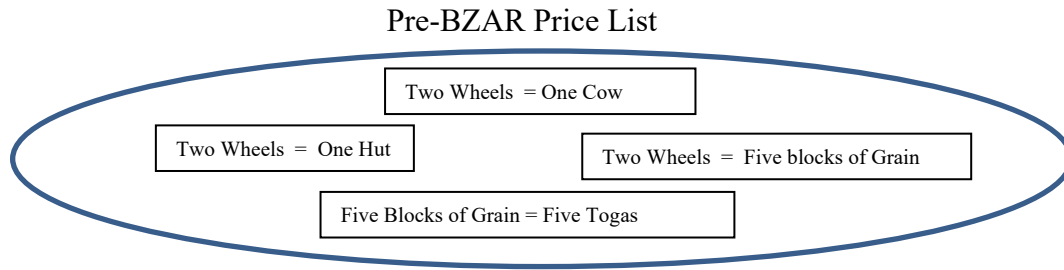 Pre-BZAR Price List
Two Wheels  = One Cow
Two Wheels  =  One Hut
Two Wheels  =  Five blocks of Grain
Five Blocks of Grain = Five Togas